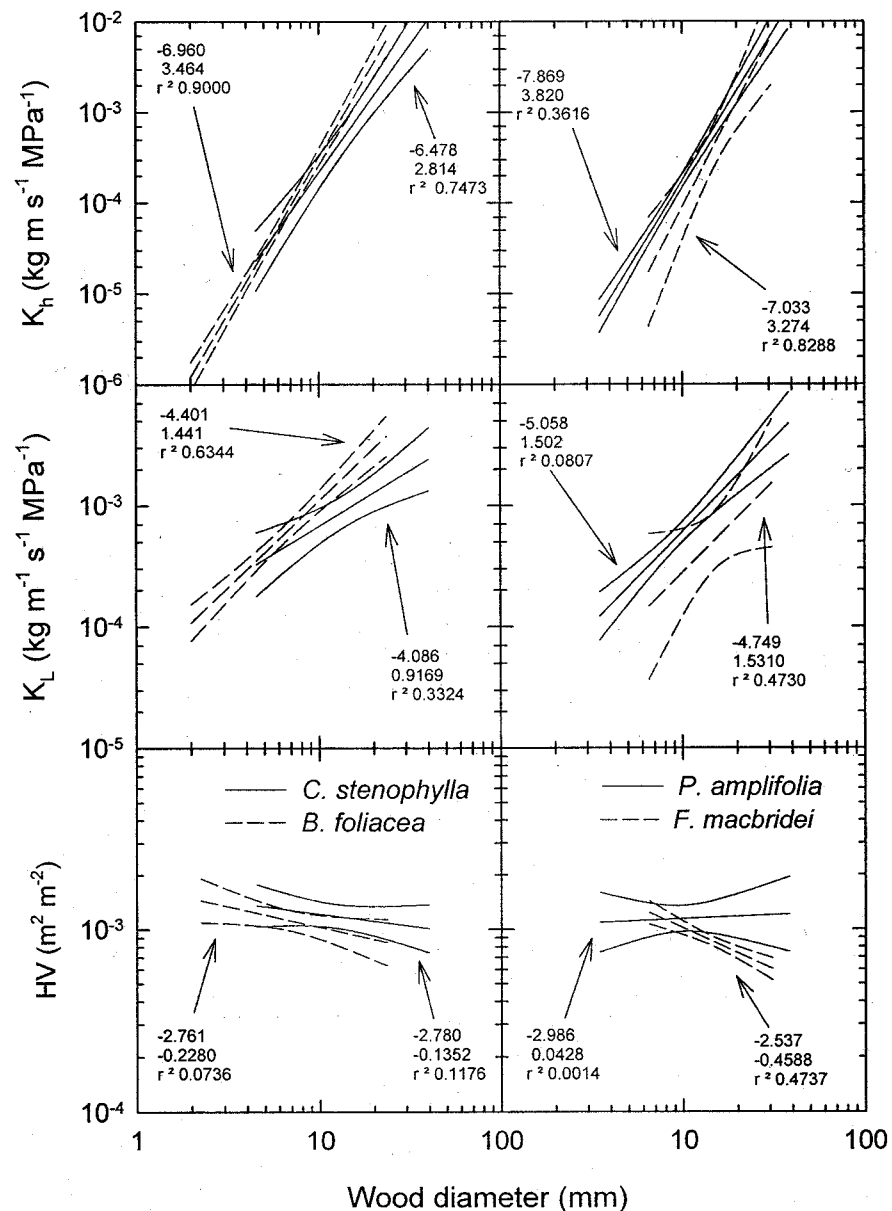 10⁻²
10⁻³
10⁻⁴
10⁻⁵
10⁻⁶
K_h (kg m s⁻¹ MPa⁻¹)
-6.960
3.464
r² 0.9000
-6.478
2.814
r² 0.7473
-7.869
3.820
r² 0.3616
-7.033
3.274
r² 0.8288
10⁻³
10⁻⁴
10⁻⁵
K_L (kg m⁻¹ s⁻¹ MPa⁻¹)
-4.401
1.441
r² 0.6344
-4.086
0.9169
r² 0.3324
-5.058
1.502
r² 0.0807
-4.749
1.5310
r² 0.4730
10⁻³
10⁻⁴
HV (m² m⁻²)
C. stenophylla
B. foliacea
-2.761
-0.2280
r² 0.0736
-2.780
-0.1352
r² 0.1176
P. amplifolia
F. macbridei
-2.986
0.0428
r² 0.0014
-2.537
-0.4588
r² 0.4737
1 10 100 10 100
Wood diameter (mm)